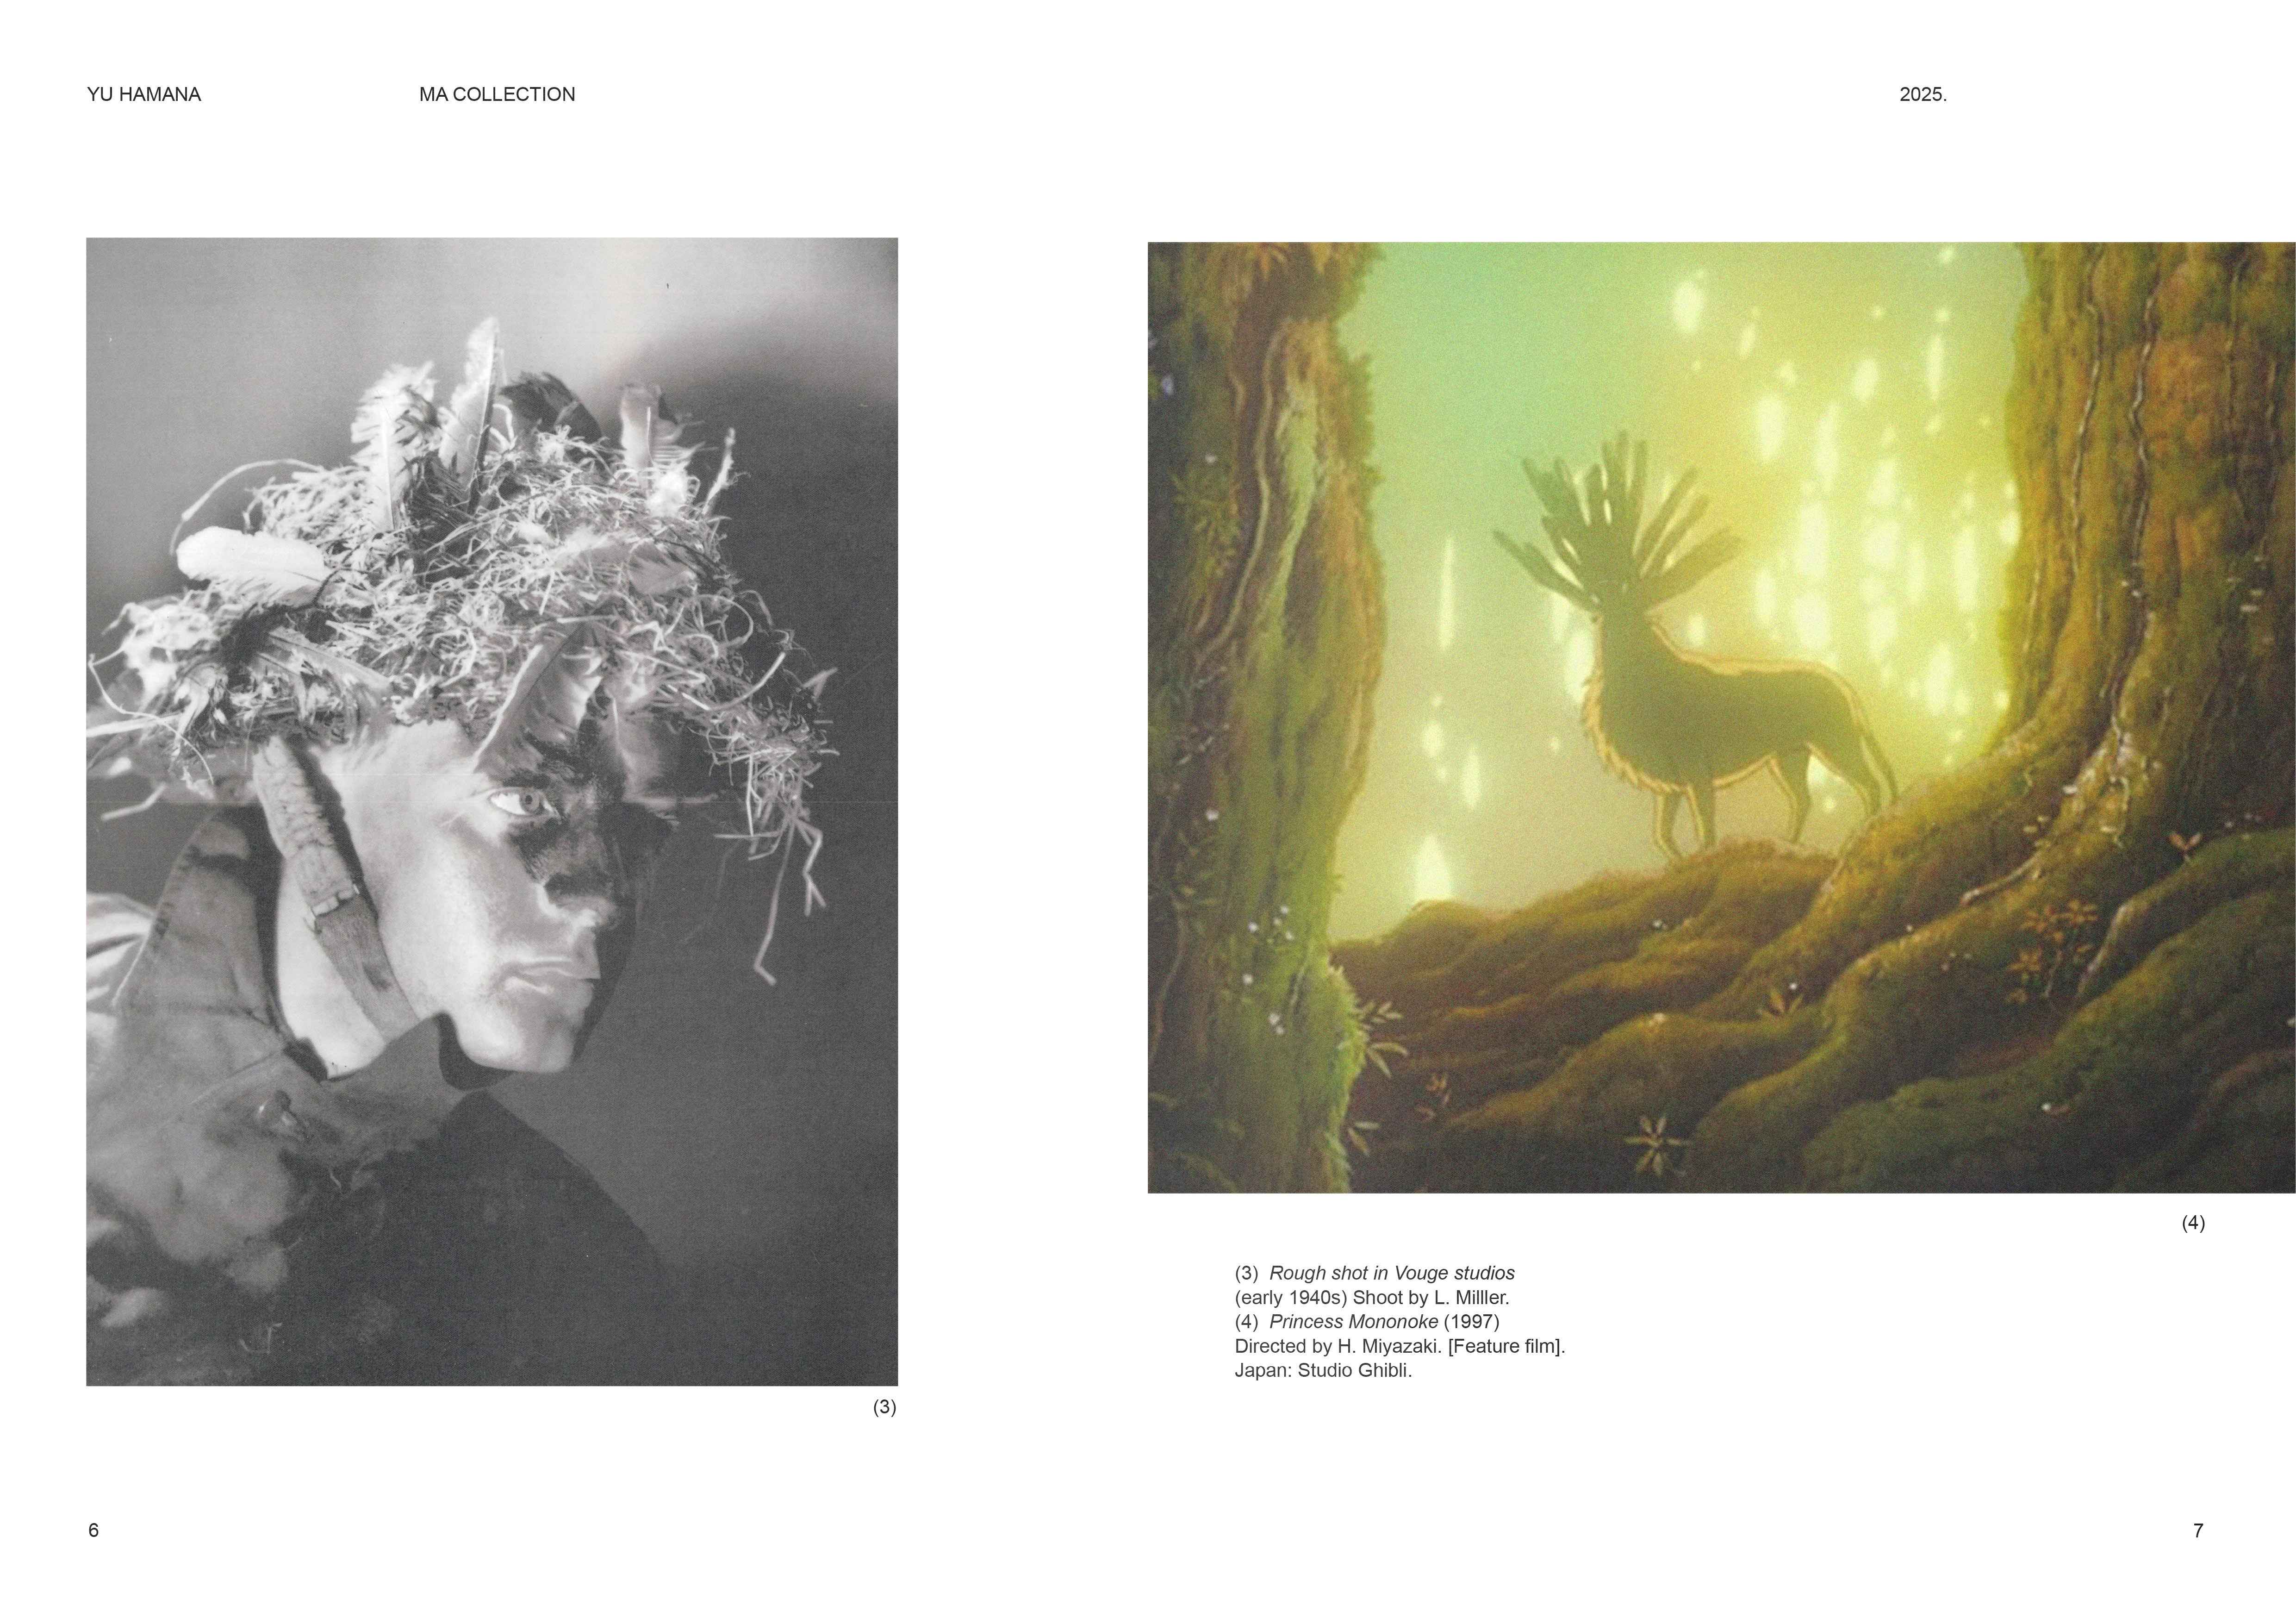 YU HAMANA MA COLLECTION 2025.
(3)
(4)
(3) Rough shot in Vouge studios
(early 1940s) Shoot by L. Milller.
(4) Princess Mononoke (1997)
Directed by H. Miyazaki. [Feature film].
Japan: Studio Ghibli.
6
7